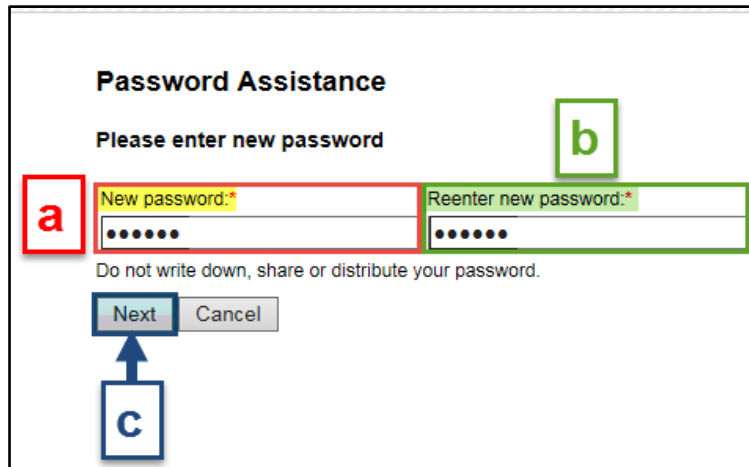 Password Assistance
b
Please enter new password
a
New password:* Reenter new password:*
•••••• ••••••
Do not write down, share or distribute your password.
Next Cancel
c